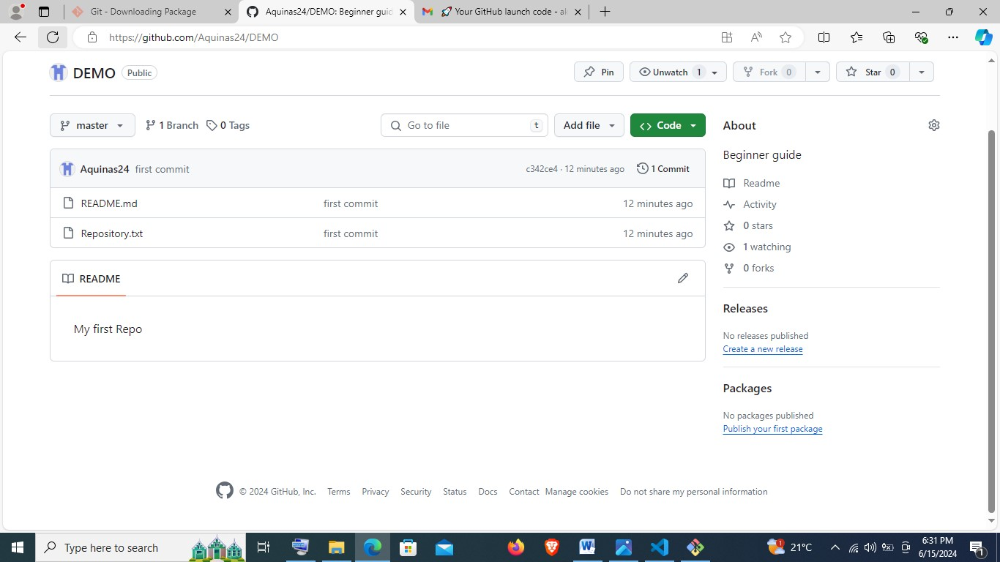 Git - Downloading Package
Aquinas24/DEMO: Beginner guid
Your GitHub launch code - ak
https://github.com/Aquinas24/DEMO
DEMO Public
Pin
Unwatch 1
Fork 0
Star 0
master
1 Branch
0 Tags
Go to file t
Add file
Code
About
Beginner guide
Aquinas24 first commit c342ce4 · 12 minutes ago 1 Commit
README.md first commit 12 minutes ago
Repository.txt first commit 12 minutes ago
README
My first Repo
Readme
Activity
0 stars
1 watching
0 forks
Releases
No releases published
Create a new release
Packages
No packages published
Publish your first package
© 2024 GitHub, Inc. Terms Privacy Security Status Docs Contact Manage cookies Do not share my personal information
Type here to search
1
21°C
6:31 PM
6/15/2024
1